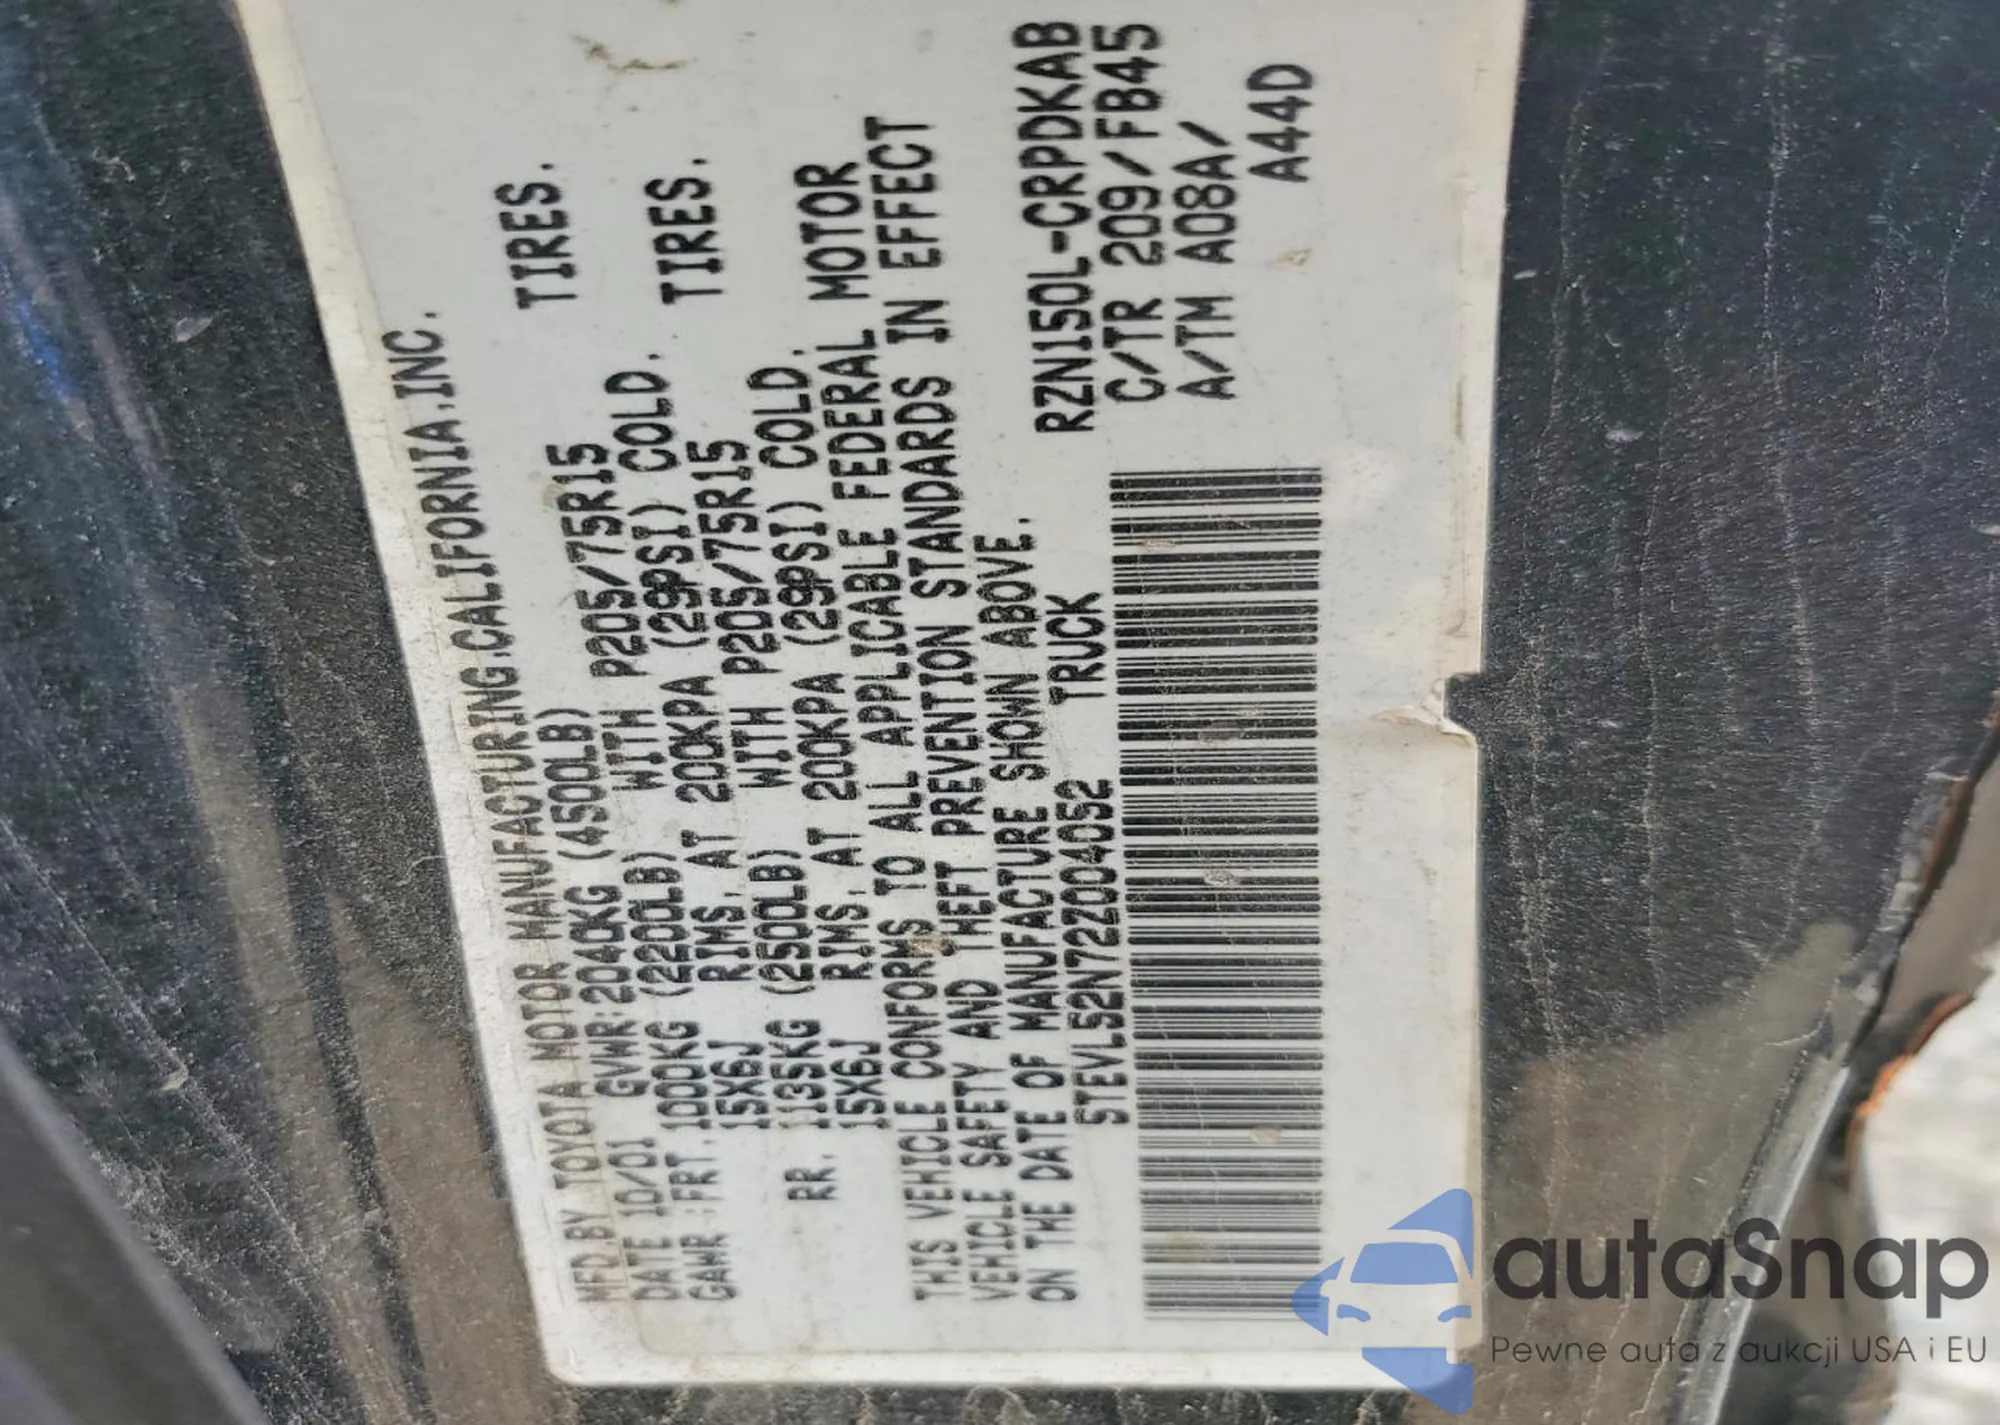 MFD.BY TOYOTA MOTOR MANUFACTURING,CALIFORNIA,INC.
DATE 10/01 GVWR:2040KG (4500LB)
GAWR :FRT.1000KG (2200LB) WITH P205/75R15 TIRES.
15X6J RIMS, AT 200KPA (29PSI) COLD.
RR. 1135KG (2500LB) WITH P205/75R15 TIRES.
15X6J RIMS, AT 200KPA (29PSI) COLD.
THIS VEHICLE CONFORMS TO ALL APPLICABLE FEDERAL MOTOR
VEHICLE SAFETY AND THEFT PREVENTION STANDARDS IN EFFECT
ON THE DATE OF MANUFACTURE SHOWN ABOVE.
5TEVL52N72Z004052 TRUCK
RZN150L-CRPDKAB
C/TR 209/FB45
A/TM A08A/
A44D
autaSnap
Pewne auta z aukcji USA i EU